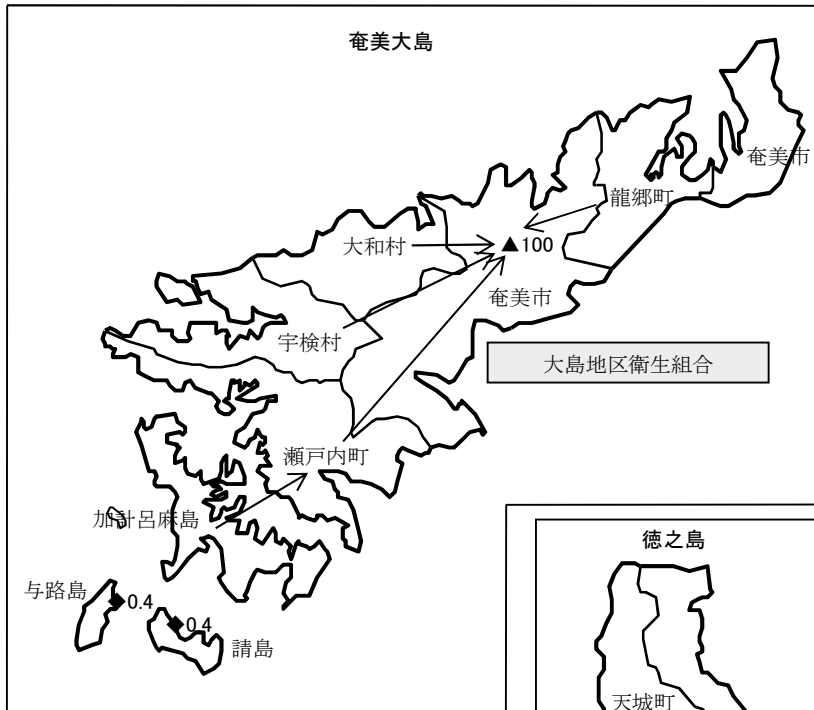 奄美大島
奄美市
龍郷町
大和村
▲100
奄美市
宇検村
大島地区衛生組合
瀬戸内町
加計呂麻島
徳之島
与路島
◆0.4
◆0.4
請島
天城町